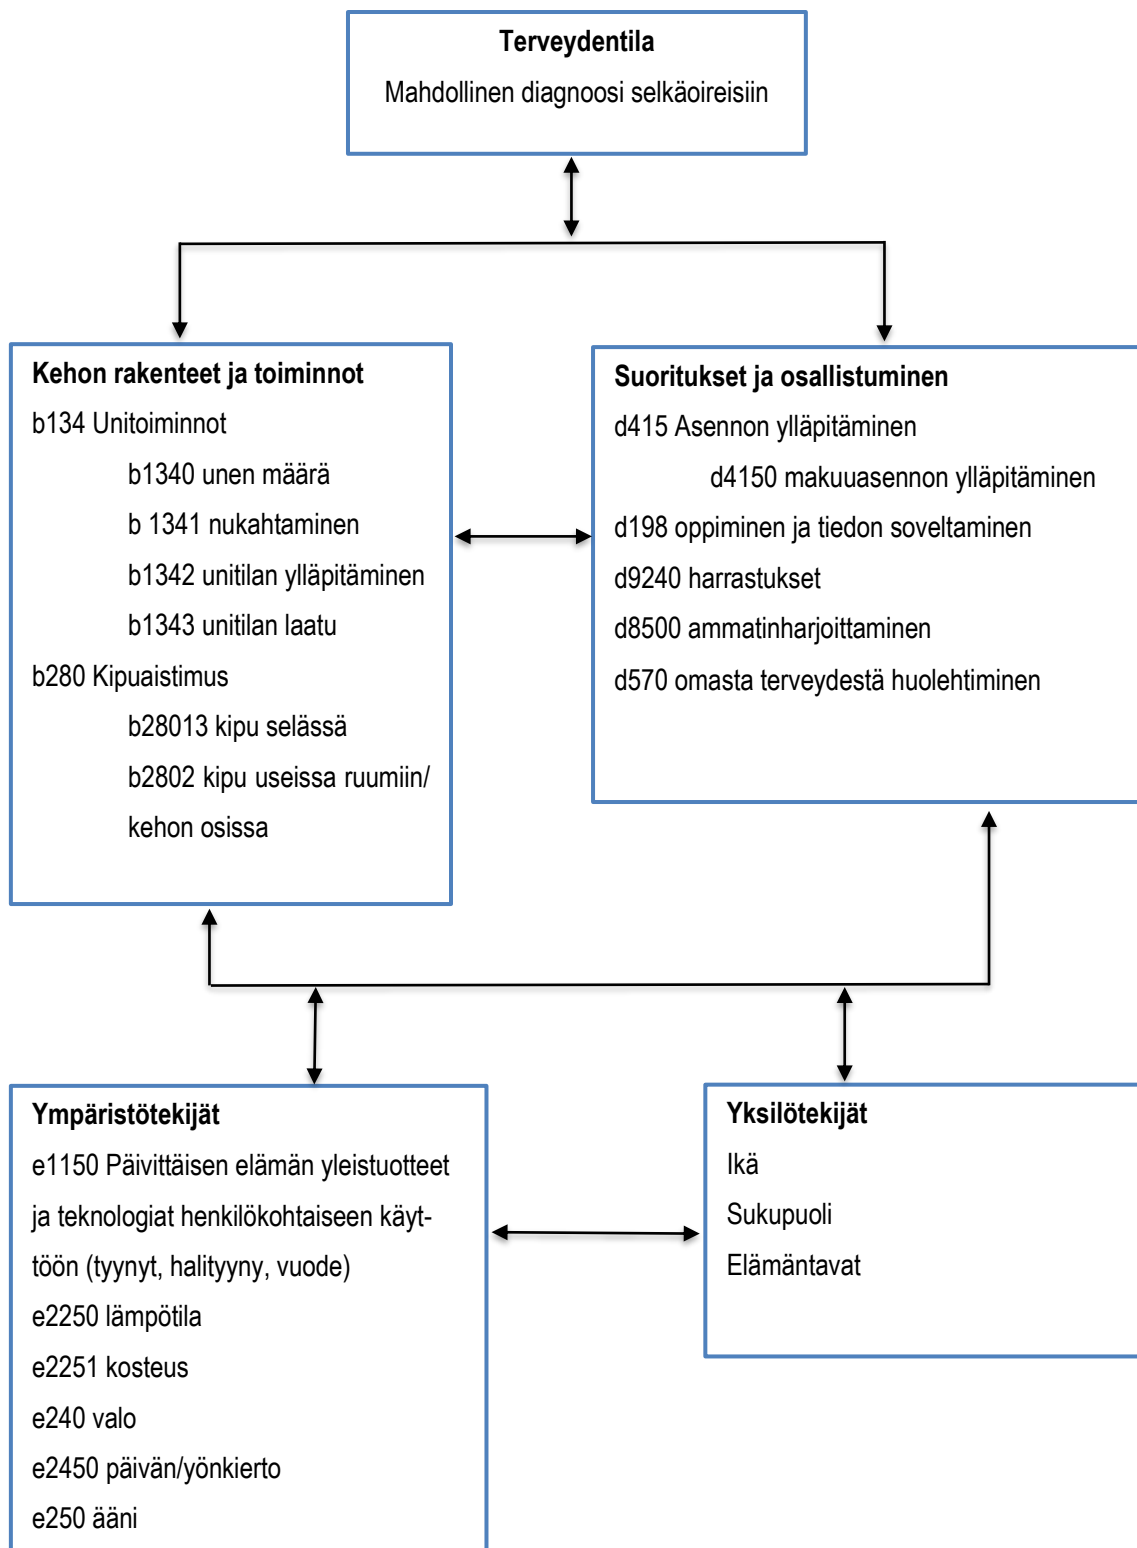 Terveydentila
Mahdollinen diagnoosi selkäoireisiin
Kehon rakenteet ja toiminnot
b134 Unitoiminnot
b1340 unen määrä
b 1341 nukahtaminen
b1342 unitilan ylläpitäminen
b1343 unitilan laatu
b280 Kipuaistimus
b28013 kipu selässä
b2802 kipu useissa ruumiin/
kehon osissa
Suoritukset ja osallistuminen
d415 Asennon ylläpitäminen
d4150 makuuasennon ylläpitäminen
d198 oppiminen ja tiedon soveltaminen
d9240 harrastukset
d8500 ammatinharjoittaminen
d570 omasta terveydestä huolehtiminen
Ympäristötekijät
e1150 Päivittäisen elämän yleistuotteet
ja teknologiat henkilökohtaiseen käyt-
töön (tyynyt, halityyny, vuode)
e2250 lämpötila
e2251 kosteus
e240 valo
e2450 päivän/yönkierto
e250 ääni
Yksilötekijät
Ikä
Sukupuoli
Elämäntavat